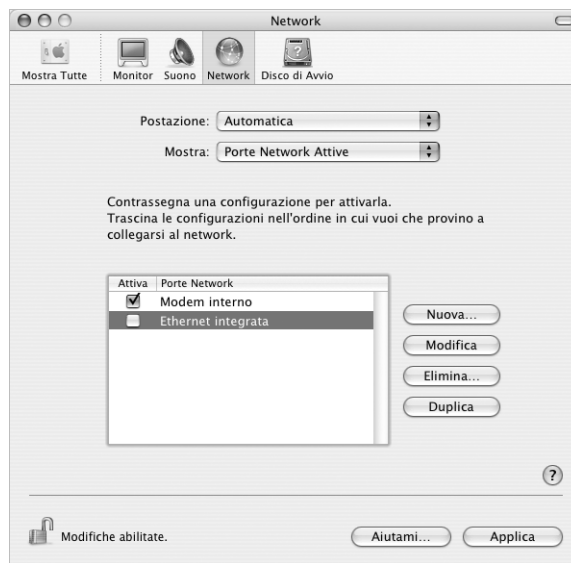 Network
Mostra Tutte
Monitor
Suono
Network
Disco di Avvio
Postazione: Automatica
Mostra: Porte Network Attive
Contrassegna una configurazione per attivarla.
Trascina le configurazioni nell'ordine in cui vuoi che provino a
collegarsi al network.
Attiva Porte Network
Modem interno
Ethernet integrata
Nuova...
Modifica
Elimina...
Duplica
?
Modifiche abilitate.
Aiutami...
Applica